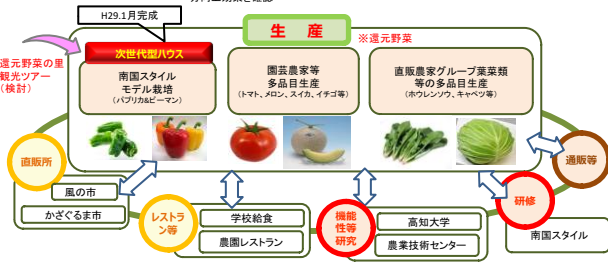 H29.1月完成
生　産
※還元野菜
次世代型ハウス
南国スタイル
モデル栽培
(パプリカ&ピーマン)
園芸農家等
多品目生産
(トマト、メロン、スイカ、イチゴ等)
直販農家グループ葉菜類
等の多品目生産
(ホウレンソウ、キャベツ等)
還元野菜の里
観光ツアー
(検討)
直販所
風の市
かざぐるま市
レストラ
ン等
学校給食
農園レストラン
機能
性等
研究
高知大学
農業技術センター
研修
南国スタイル
通販等